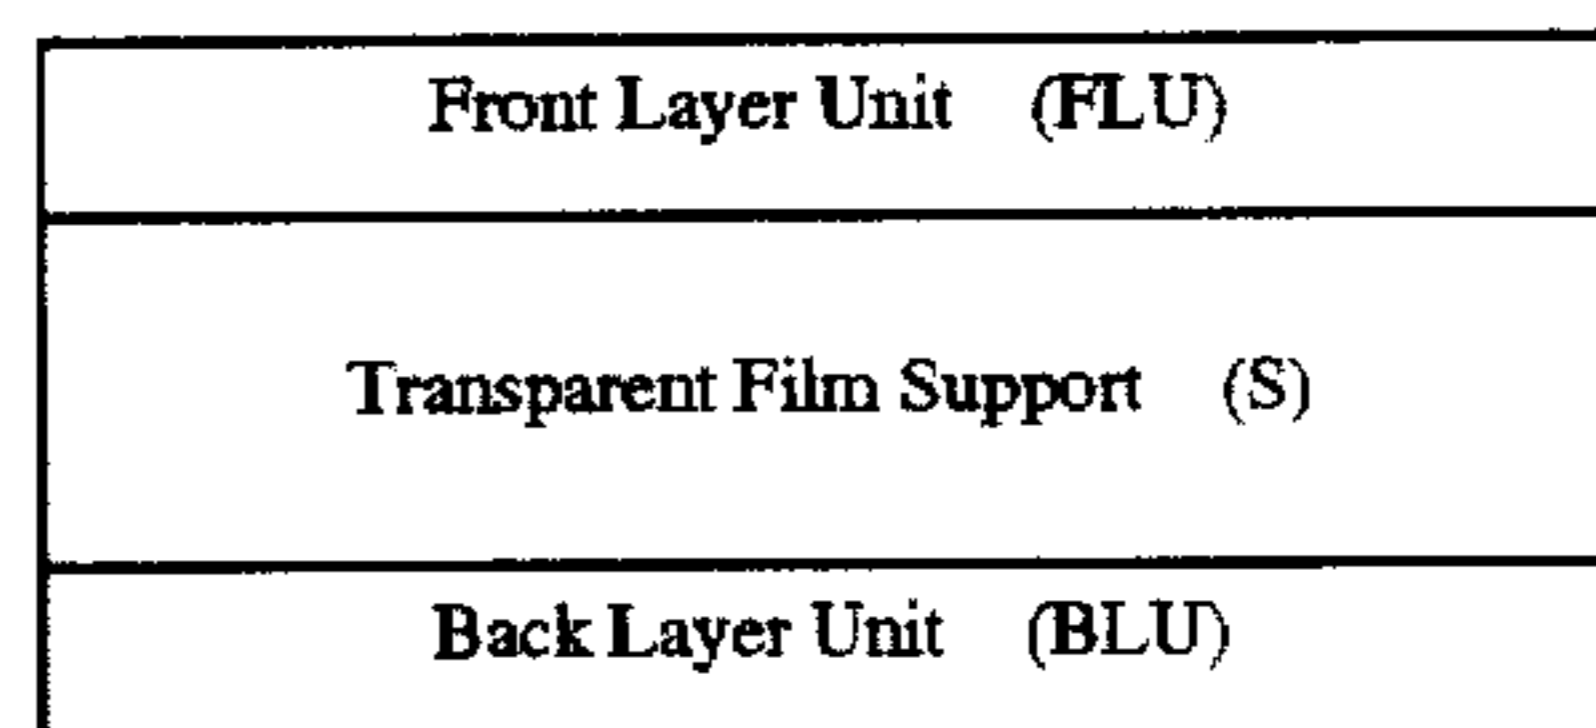 Front Layer Unit (FLU)
Transparent Film Support (S)
Back Layer Unit (BLU)